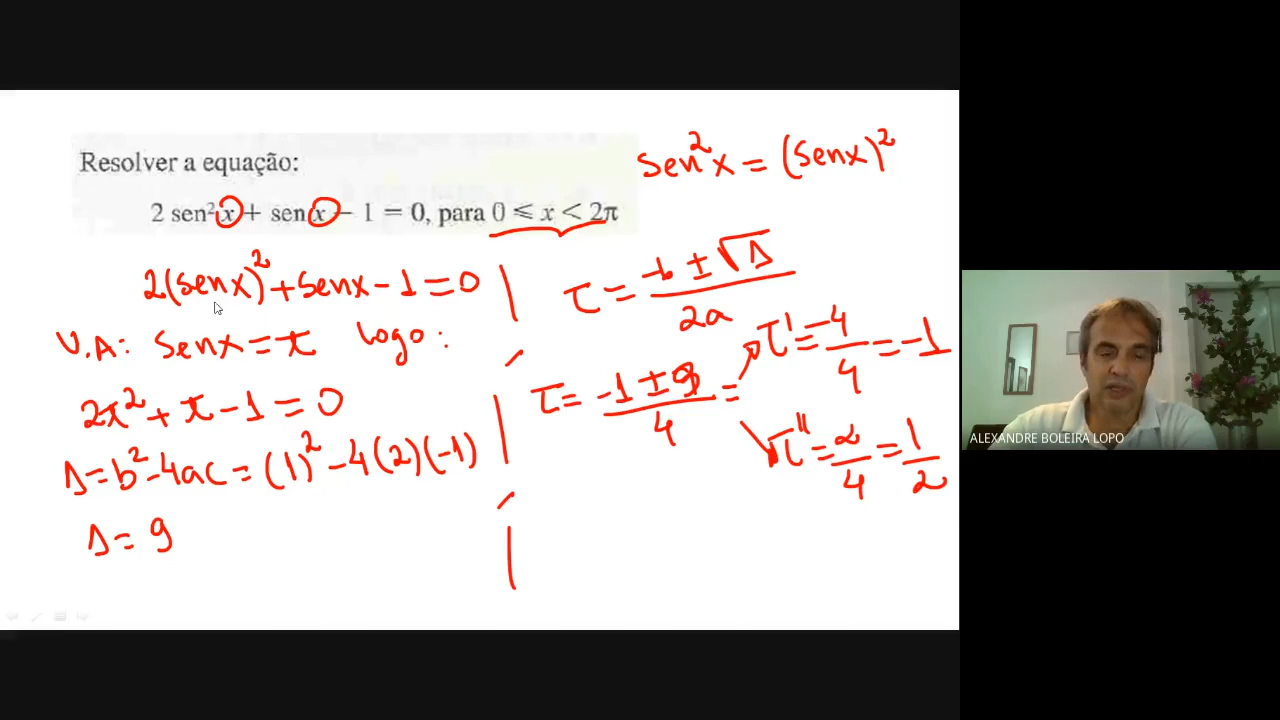 Resolver a equação:
2 sen² x + sen x − 1 = 0, para 0 ⩽ x < 2π
sen²x = (senx)²
2(senx)² + senx − 1 = 0
V.A: senx = τ logo:
2τ² + τ − 1 = 0
Δ = b² − 4ac = (1)² − 4(2)(−1)
Δ = 9
τ = −b ± √Δ / 2a
τ = −1 ± 3 / 4 =
τ' = −4/4 = −1
τ" = 2/4 = 1/2
ALEXANDRE BOLEIRA LOPO